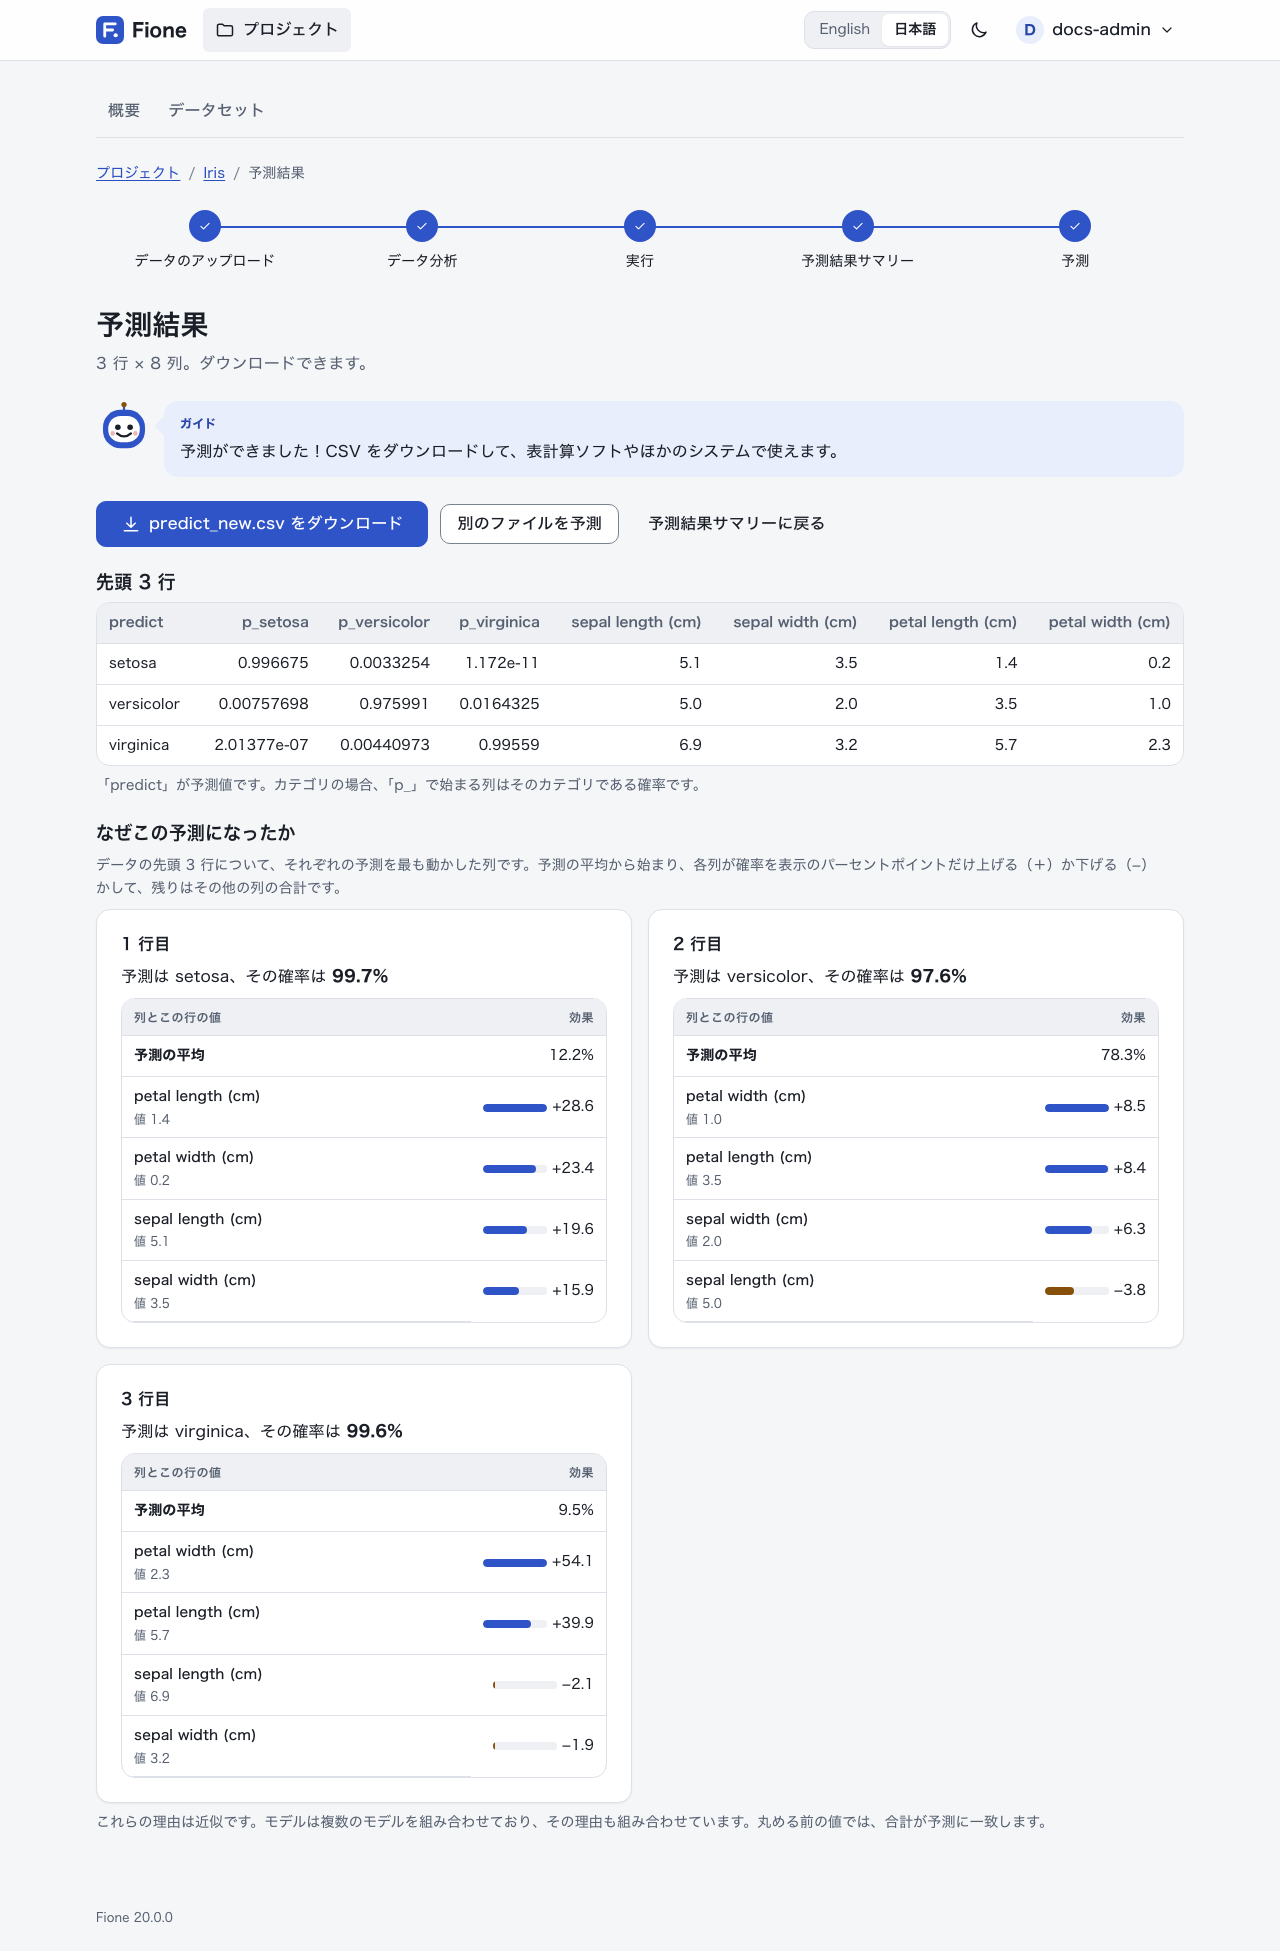 Fione
プロジェクト
English
日本語
D
docs-admin
概要
データセット
プロジェクト / Iris / 予測結果
データのアップロード
データ分析
実行
予測結果サマリー
予測
予測結果
3 行 × 8 列。ダウンロードできます。
ガイド
予測ができました！CSV をダウンロードして、表計算ソフトやほかのシステムで使えます。
predict_new.csv をダウンロード
別のファイルを予測
予測結果サマリーに戻る
先頭 3 行
predict p_setosa p_versicolor p_virginica sepal length (cm) sepal width (cm) petal length (cm) petal width (cm)
setosa 0.996675 0.0033254 1.172e-11 5.1 3.5 1.4 0.2
versicolor 0.00757698 0.975991 0.0164325 5.0 2.0 3.5 1.0
virginica 2.01377e-07 0.00440973 0.99559 6.9 3.2 5.7 2.3
「predict」が予測値です。カテゴリの場合、「p_」で始まる列はそのカテゴリである確率です。
なぜこの予測になったか
データの先頭 3 行について、それぞれの予測を最も動かした列です。予測の平均から始まり、各列が確率を表示のパーセントポイントだけ上げる（＋）か下げる（−）
かして、残りはその他の列の合計です。
1 行目
予測は setosa、その確率は 99.7%
列とこの行の値 効果
予測の平均 12.2%
petal length (cm)
値 1.4
+28.6
petal width (cm)
値 0.2
+23.4
sepal length (cm)
値 5.1
+19.6
sepal width (cm)
値 3.5
+15.9
2 行目
予測は versicolor、その確率は 97.6%
列とこの行の値 効果
予測の平均 78.3%
petal width (cm)
値 1.0
+8.5
petal length (cm)
値 3.5
+8.4
sepal width (cm)
値 2.0
+6.3
sepal length (cm)
値 5.0
−3.8
3 行目
予測は virginica、その確率は 99.6%
列とこの行の値 効果
予測の平均 9.5%
petal width (cm)
値 2.3
+54.1
petal length (cm)
値 5.7
+39.9
sepal length (cm)
値 6.9
−2.1
sepal width (cm)
値 3.2
−1.9
これらの理由は近似です。モデルは複数のモデルを組み合わせており、その理由も組み合わせています。丸める前の値では、合計が予測に一致します。
Fione 20.0.0